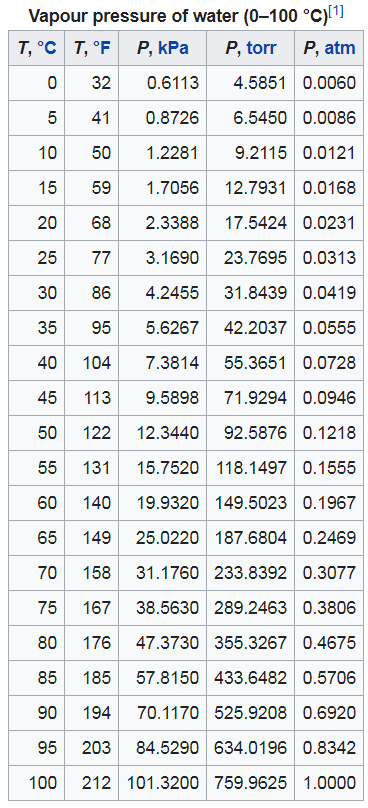 Vapour pressure of water (0–100 °C)[1]
T, °C T, °F P, kPa P, torr P, atm
0 32 0.6113 4.5851 0.0060
5 41 0.8726 6.5450 0.0086
10 50 1.2281 9.2115 0.0121
15 59 1.7056 12.7931 0.0168
20 68 2.3388 17.5424 0.0231
25 77 3.1690 23.7695 0.0313
30 86 4.2455 31.8439 0.0419
35 95 5.6267 42.2037 0.0555
40 104 7.3814 55.3651 0.0728
45 113 9.5898 71.9294 0.0946
50 122 12.3440 92.5876 0.1218
55 131 15.7520 118.1497 0.1555
60 140 19.9320 149.5023 0.1967
65 149 25.0220 187.6804 0.2469
70 158 31.1760 233.8392 0.3077
75 167 38.5630 289.2463 0.3806
80 176 47.3730 355.3267 0.4675
85 185 57.8150 433.6482 0.5706
90 194 70.1170 525.9208 0.6920
95 203 84.5290 634.0196 0.8342
100 212 101.3200 759.9625 1.0000